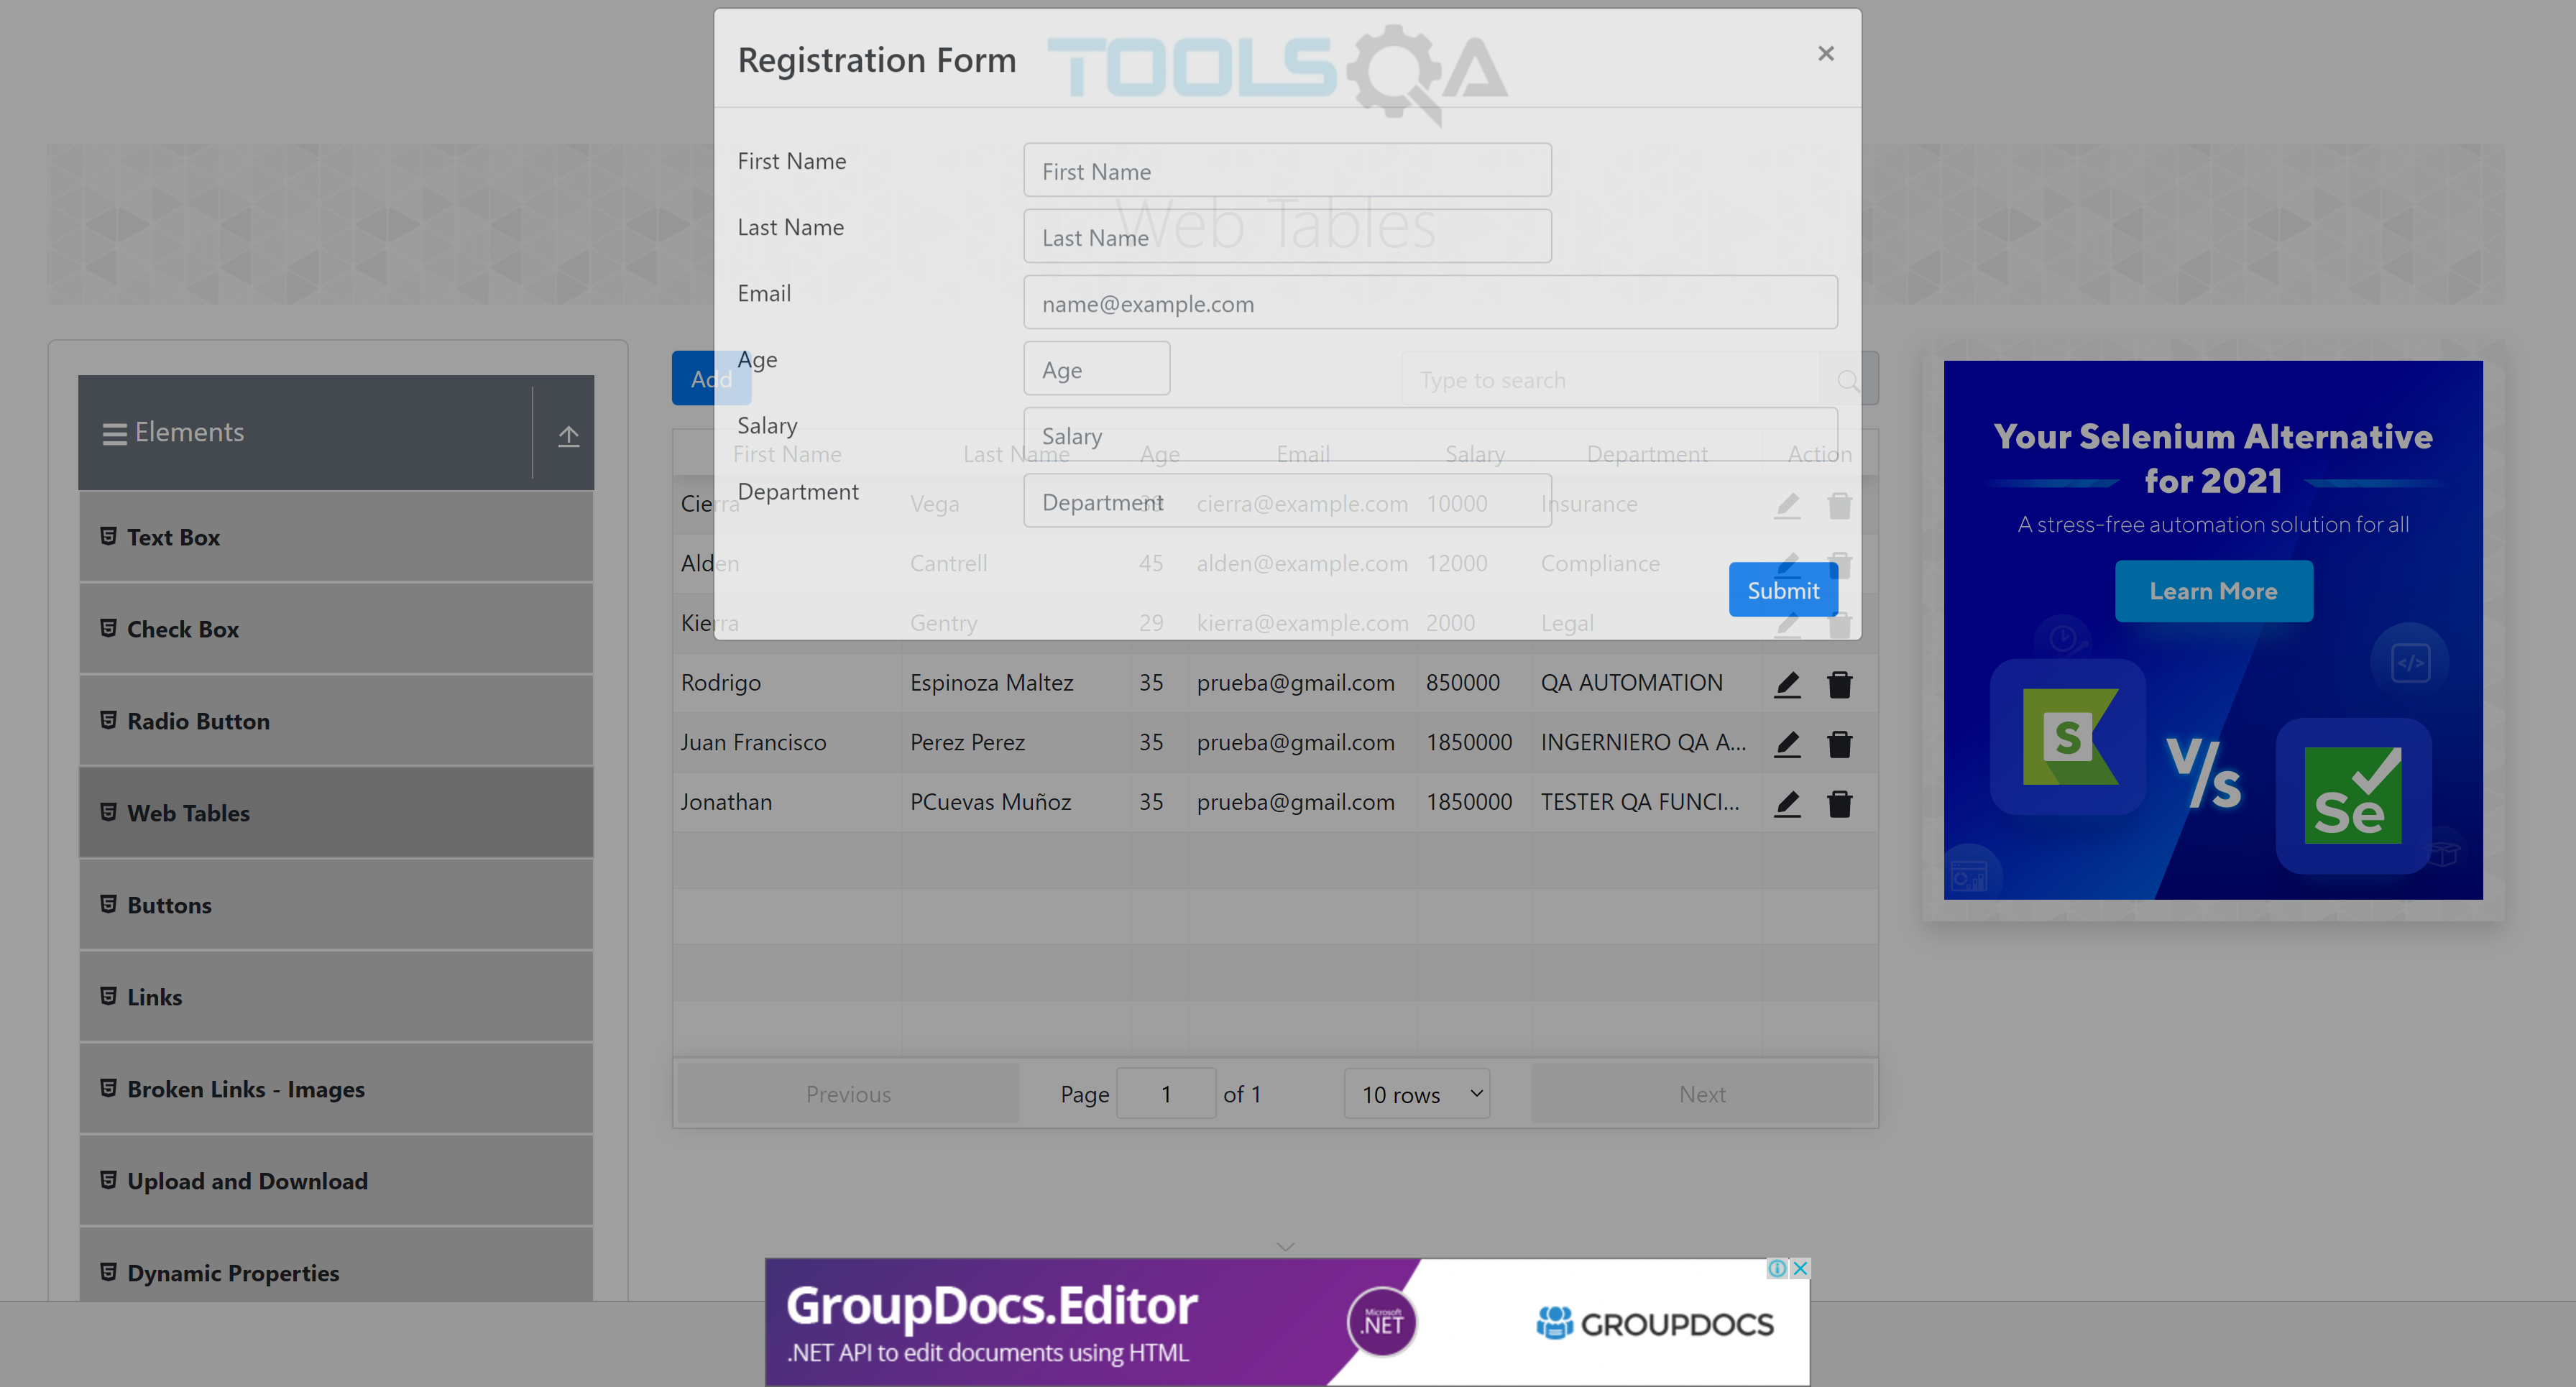 TOOLSQA
Registration Form
×
Web Tables
First Name
First Name
Last Name
Last Name
Email
name@example.com
Age
Age
Salary
Salary
Department
Department
Submit
Elements
Text Box
Check Box
Radio Button
Web Tables
Buttons
Links
Broken Links - Images
Upload and Download
Dynamic Properties
Add
Type to search
First Name Last Name Age Email Salary Department Action
Cierra Vega 39 cierra@example.com 10000 Insurance
Alden Cantrell 45 alden@example.com 12000 Compliance
Kierra Gentry 29 kierra@example.com 2000 Legal
Rodrigo Espinoza Maltez 35 prueba@gmail.com 850000 QA AUTOMATION
Juan Francisco Perez Perez 35 prueba@gmail.com 1850000 INGERNIERO QA A...
Jonathan PCuevas Muñoz 35 prueba@gmail.com 1850000 TESTER QA FUNCI...
Previous Page 1 of 1 10 rows Next
Your Selenium Alternative
for 2021
A stress-free automation solution for all
Learn More
</>
S
V/S
Se
GroupDocs.Editor
.NET API to edit documents using HTML
Microsoft
.NET
GROUPDOCS